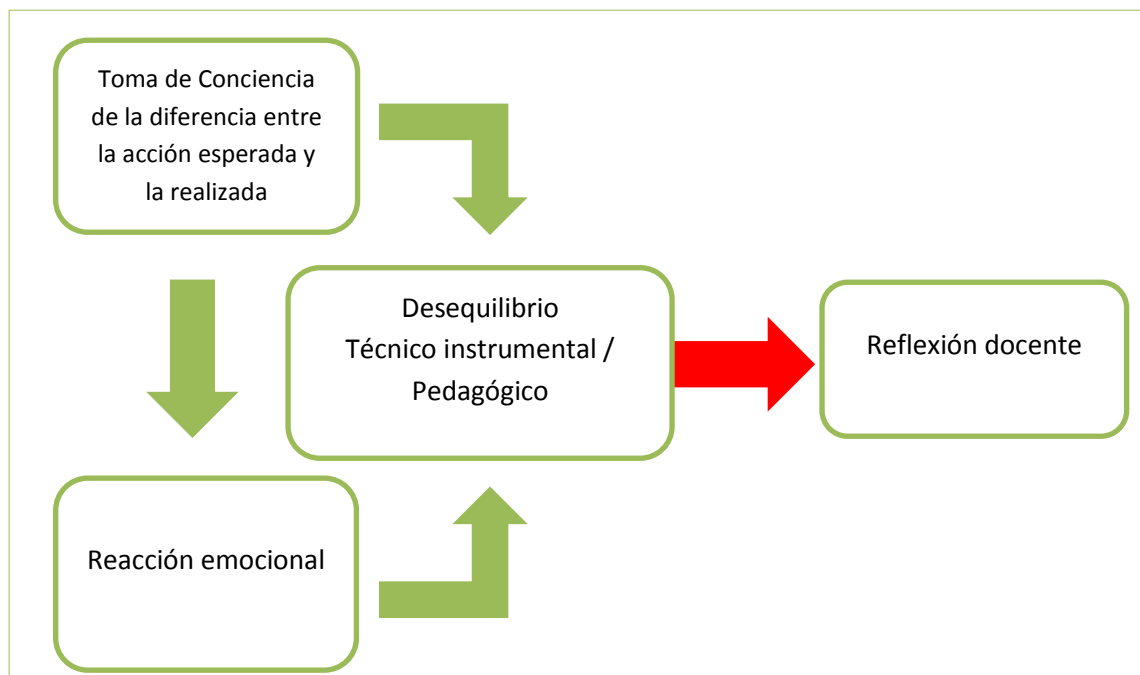 Toma de Conciencia
de la diferencia entre
la acción esperada y
la realizada
Desequilibrio
Técnico instrumental /
Pedagógico
Reflexión docente
Reacción emocional